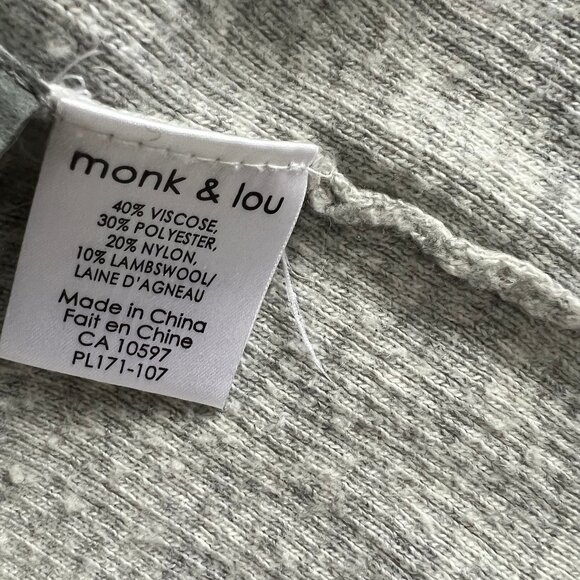 monk & lou
40% VISCOSE,
30% POLYESTER,
20% NYLON,
10% LAMBSWOOL/
LAINE D'AGNEAU
Made in China
Fait en Chine
CA 10597
PL171-107